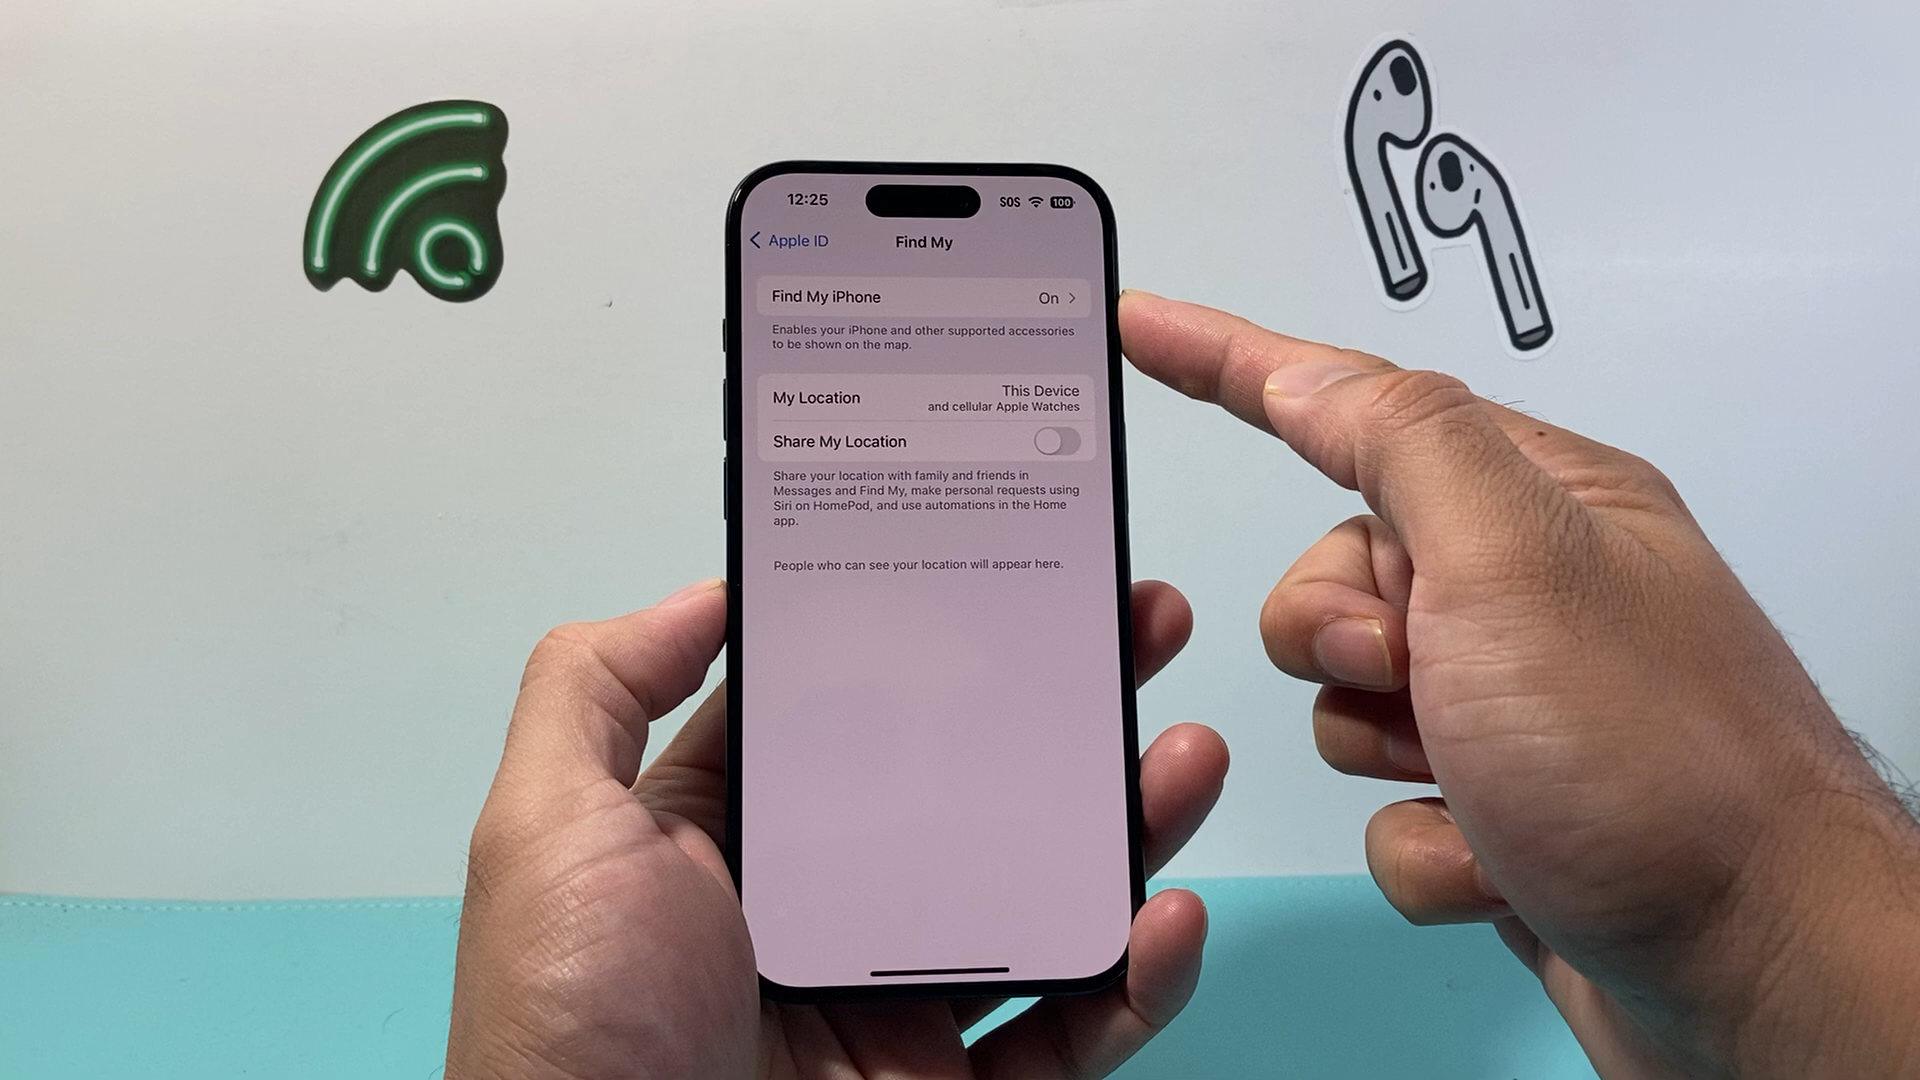 12:25
SOS
100
Apple ID
Find My
Find My iPhone
On
Enables your iPhone and other supported accessories
to be shown on the map.
My Location
This Device
and cellular Apple Watches
Share My Location
Share your location with family and friends in
Messages and Find My, make personal requests using
Siri on HomePod, and use automations in the Home
app.
People who can see your location will appear here.